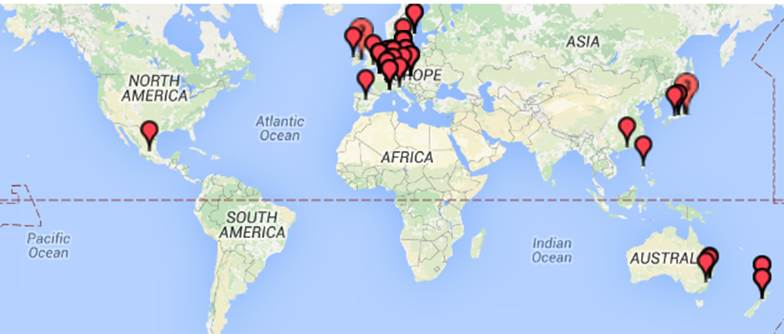 NORTH
AMERICA
Atlantic
Ocean
OPE
ASIA
AFRICA
SOUTH
AMERICA
Pacific
Ocean
Indian
Ocean
AUSTRAL